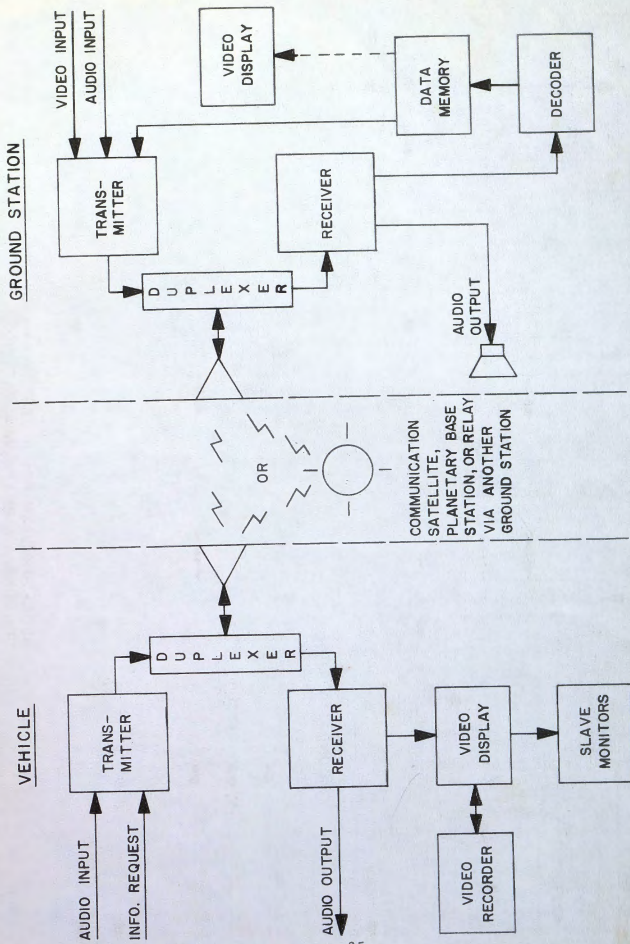 VEHICLE
AUDIO INPUT
INFO. REQUEST
TRANS-
MITTER
DUPLEXER
RECEIVER
AUDIO OUTPUT
VIDEO
DISPLAY
VIDEO
RECORDER
SLAVE
MONITORS
OR
COMMUNICATION
SATELLITE,
PLANETARY BASE
STATION, OR RELAY
VIA ANOTHER
GROUND STATION
GROUND STATION
VIDEO INPUT
AUDIO INPUT
TRANS-
MITTER
DUPLEXER
RECEIVER
AUDIO
OUTPUT
VIDEO
DISPLAY
DATA
MEMORY
DECODER